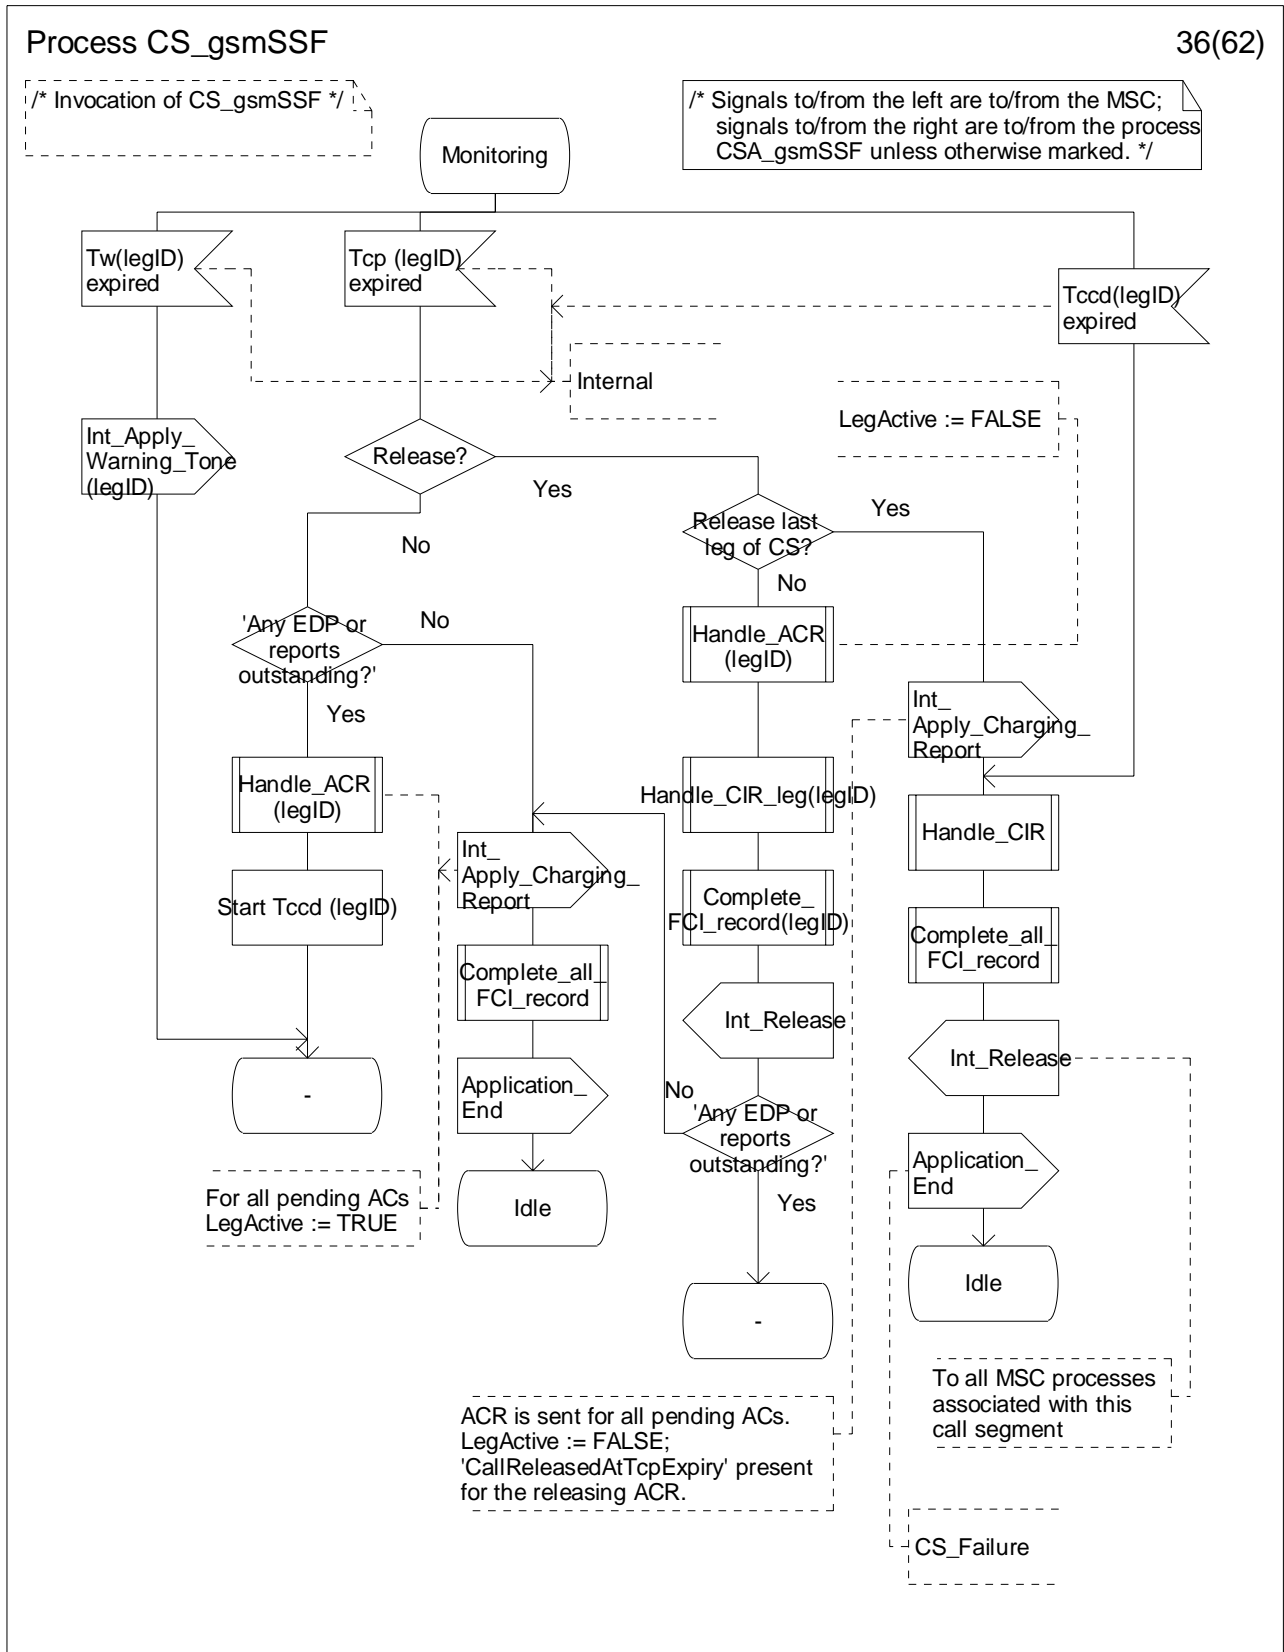 Process CS_gsmSSF
36(62)
/* Invocation of CS_gsmSSF */
/* Signals to/from the left are to/from the MSC;
signals to/from the right are to/from the process
CSA_gsmSSF unless otherwise marked. */
Monitoring
Tw(legID)
expired
Tcp (legID)
expired
Tccd(legID)
expired
Internal
LegActive := FALSE
Int_Apply_
Warning_Tone
(legID)
Release?
Yes
No
Release last
leg of CS?
Yes
No
'Any EDP or
reports
outstanding?'
No
Yes
Handle_ACR
(legID)
Int_
Apply_Charging_
Report
Handle_ACR
(legID)
Handle_CIR_leg(legID)
Handle_CIR
Int_
Apply_Charging_
Report
Start Tccd (legID)
Complete_
FCI_record(legID)
Complete_all_
FCI_record
Complete_all_
FCI_record
Int_Release
Int_Release
-
Application_
End
No
'Any EDP or
reports
outstanding?'
Yes
Application_
End
For all pending ACs
LegActive := TRUE
Idle
Idle
-
To all MSC processes
associated with this
call segment
ACR is sent for all pending ACs.
LegActive := FALSE;
'CallReleasedAtTcpExpiry' present
for the releasing ACR.
CS_Failure